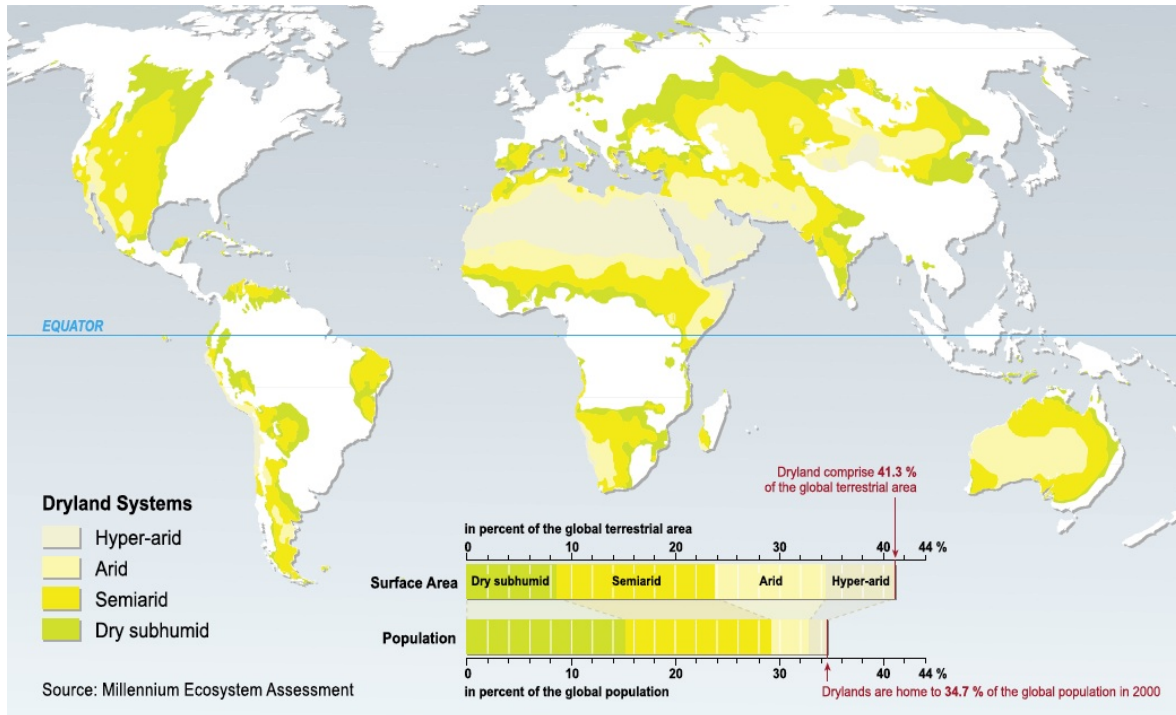 EQUATOR
Dryland Systems
Hyper-arid
Arid
Semiarid
Dry subhumid
Source: Millennium Ecosystem Assessment
Dryland comprise 41.3 %
of the global terrestrial area
in percent of the global terrestrial area
0 10 20 30 40 44 %
Surface Area Dry subhumid Semiarid Arid Hyper-arid
Population
0 10 20 30 40 44 %
in percent of the global population
Drylands are home to 34.7 % of the global population in 2000